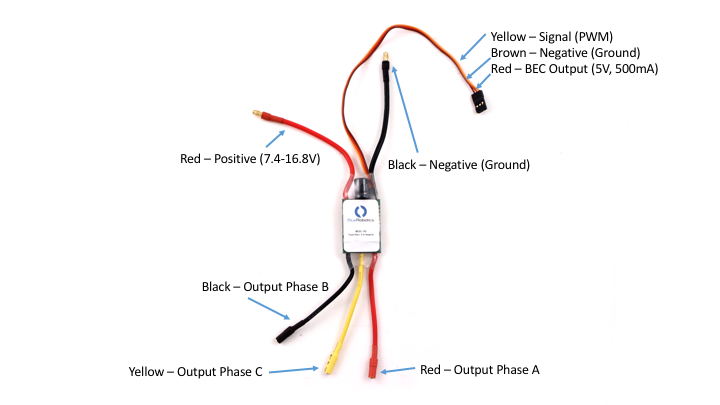 Yellow – Signal (PWM)
Brown – Negative (Ground)
Red – BEC Output (5V, 500mA)
Red – Positive (7.4-16.8V)
Black – Negative (Ground)
BlueRobotics
Black – Output Phase B
Yellow – Output Phase C
Red – Output Phase A